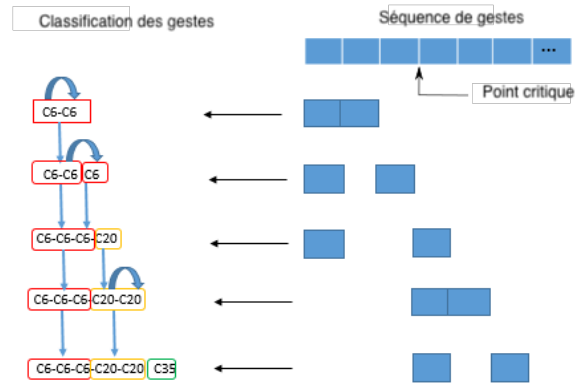 Classification des gestes
Séquence de gestes
...
Point critique
C6-C6
C6-C6 C6
C6-C6-C6-C20
C6-C6-C6-C20-C20
C6-C6-C6-C20-C20 C35